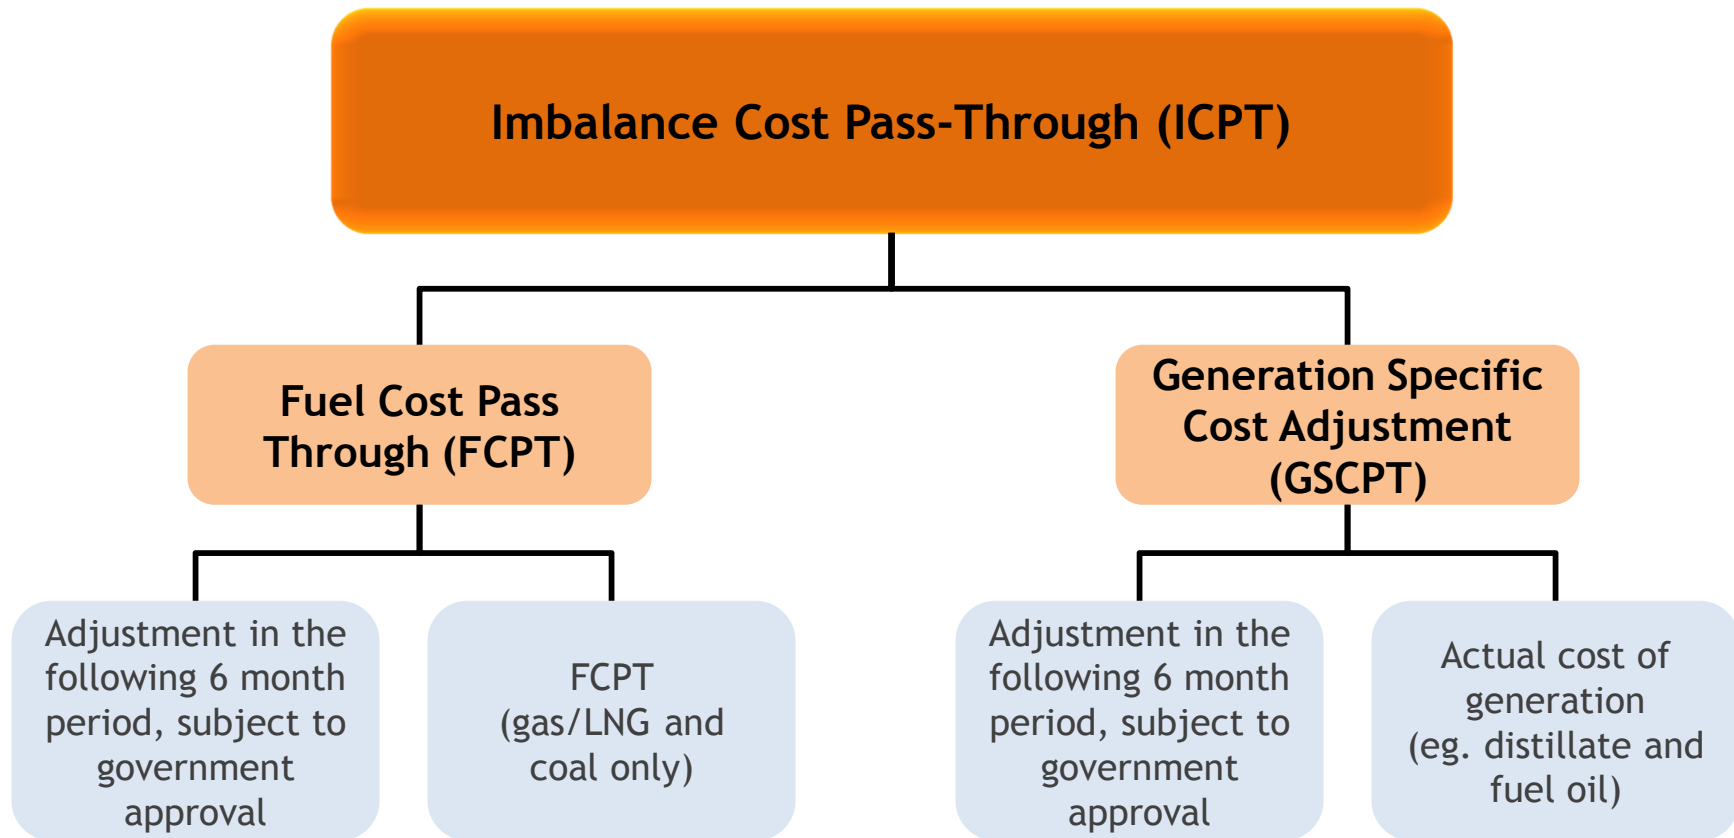 Imbalance Cost Pass-Through (ICPT)
Fuel Cost Pass
Through (FCPT)
Generation Specific
Cost Adjustment
(GSCPT)
Adjustment in the
following 6 month
period, subject to
government
approval
FCPT
(gas/LNG and
coal only)
Adjustment in the
following 6 month
period, subject to
government
approval
Actual cost of
generation
(eg. distillate and
fuel oil)